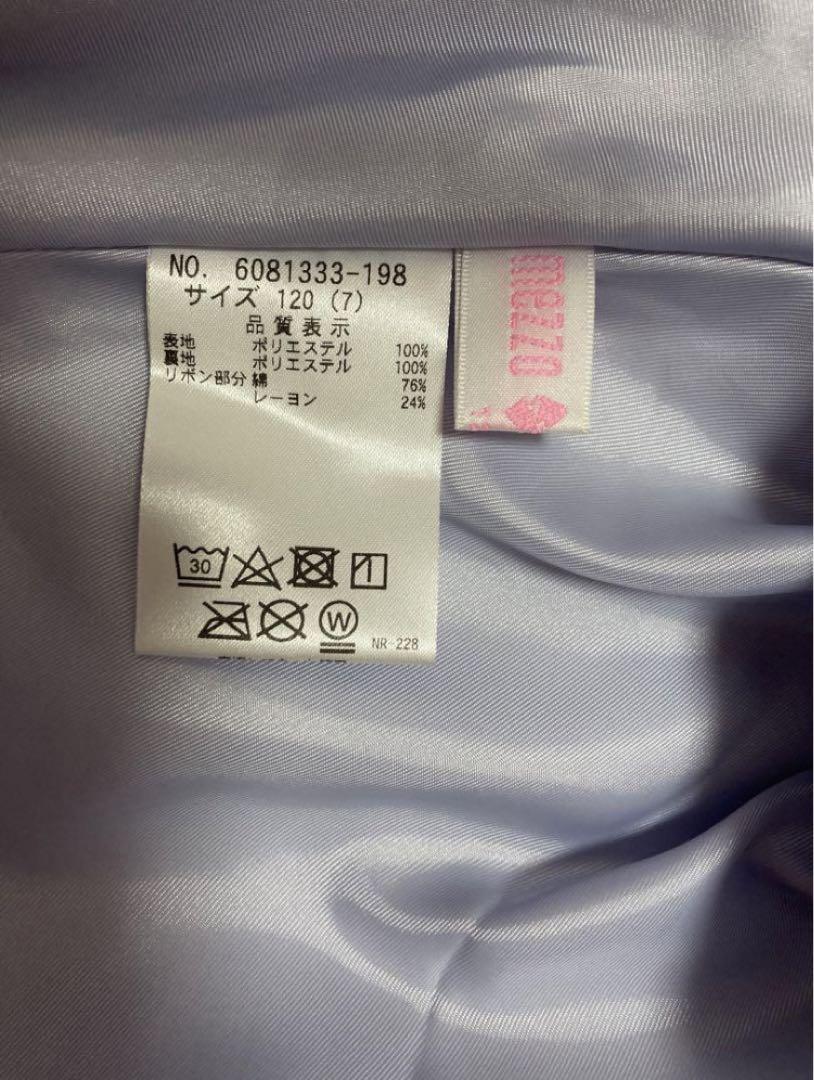 NO. 6081333-198
サイズ 120 (7)
品質表示
表地 ポリエステル 100%
裏地 ポリエステル 100%
リボン部分 綿 76%
レーヨン 24%
30
W
NR-228
mezzo